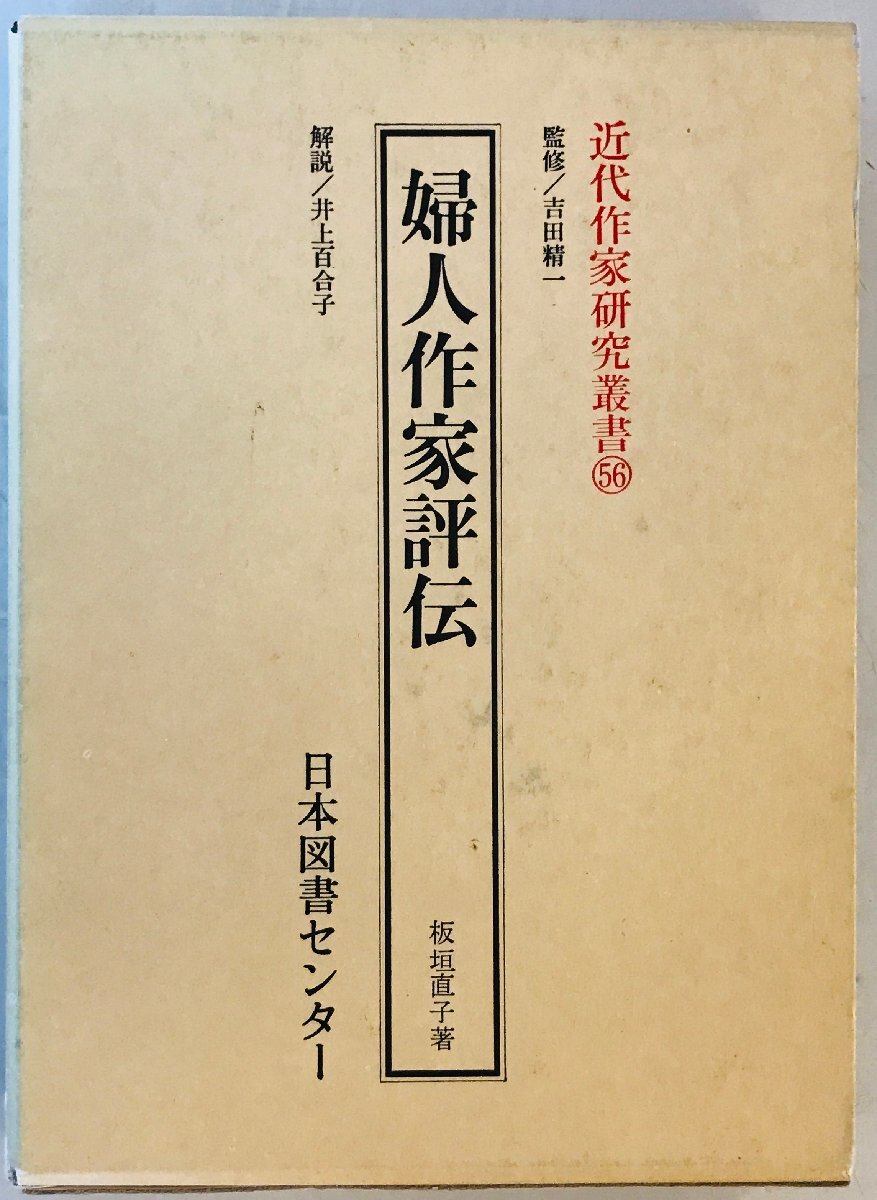 近代作家研究叢書56
監修/吉田精一
婦人作家評伝
板垣直子著
解説/井上百合子
日本図書センター